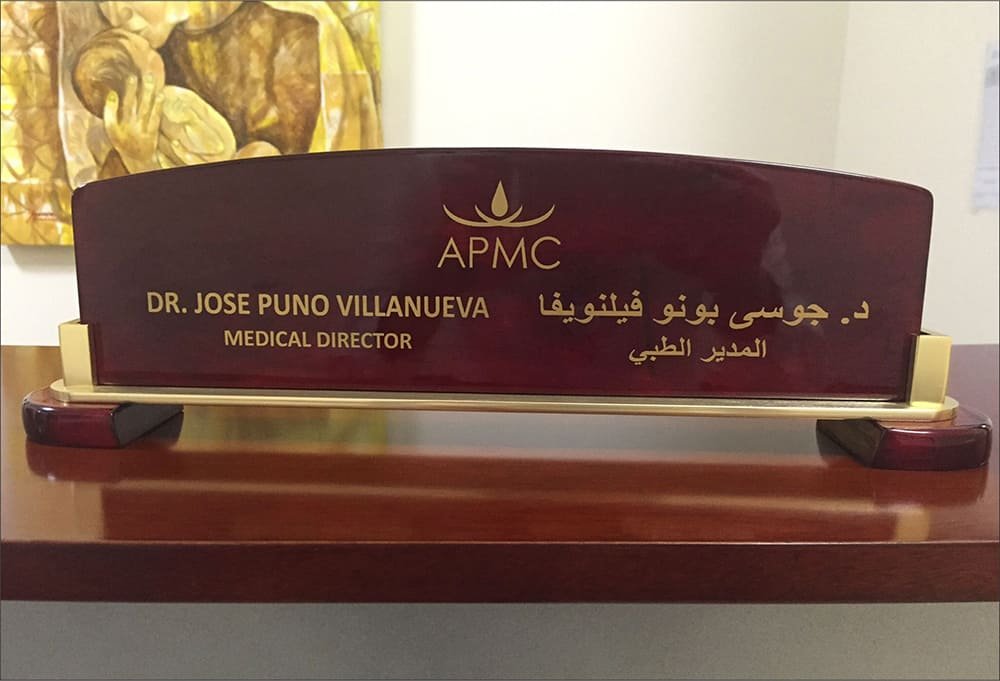 APMC
DR. JOSE PUNO VILLANUEVA
MEDICAL DIRECTOR
د. جوسى بونو فيلنويفا
المدير الطبي